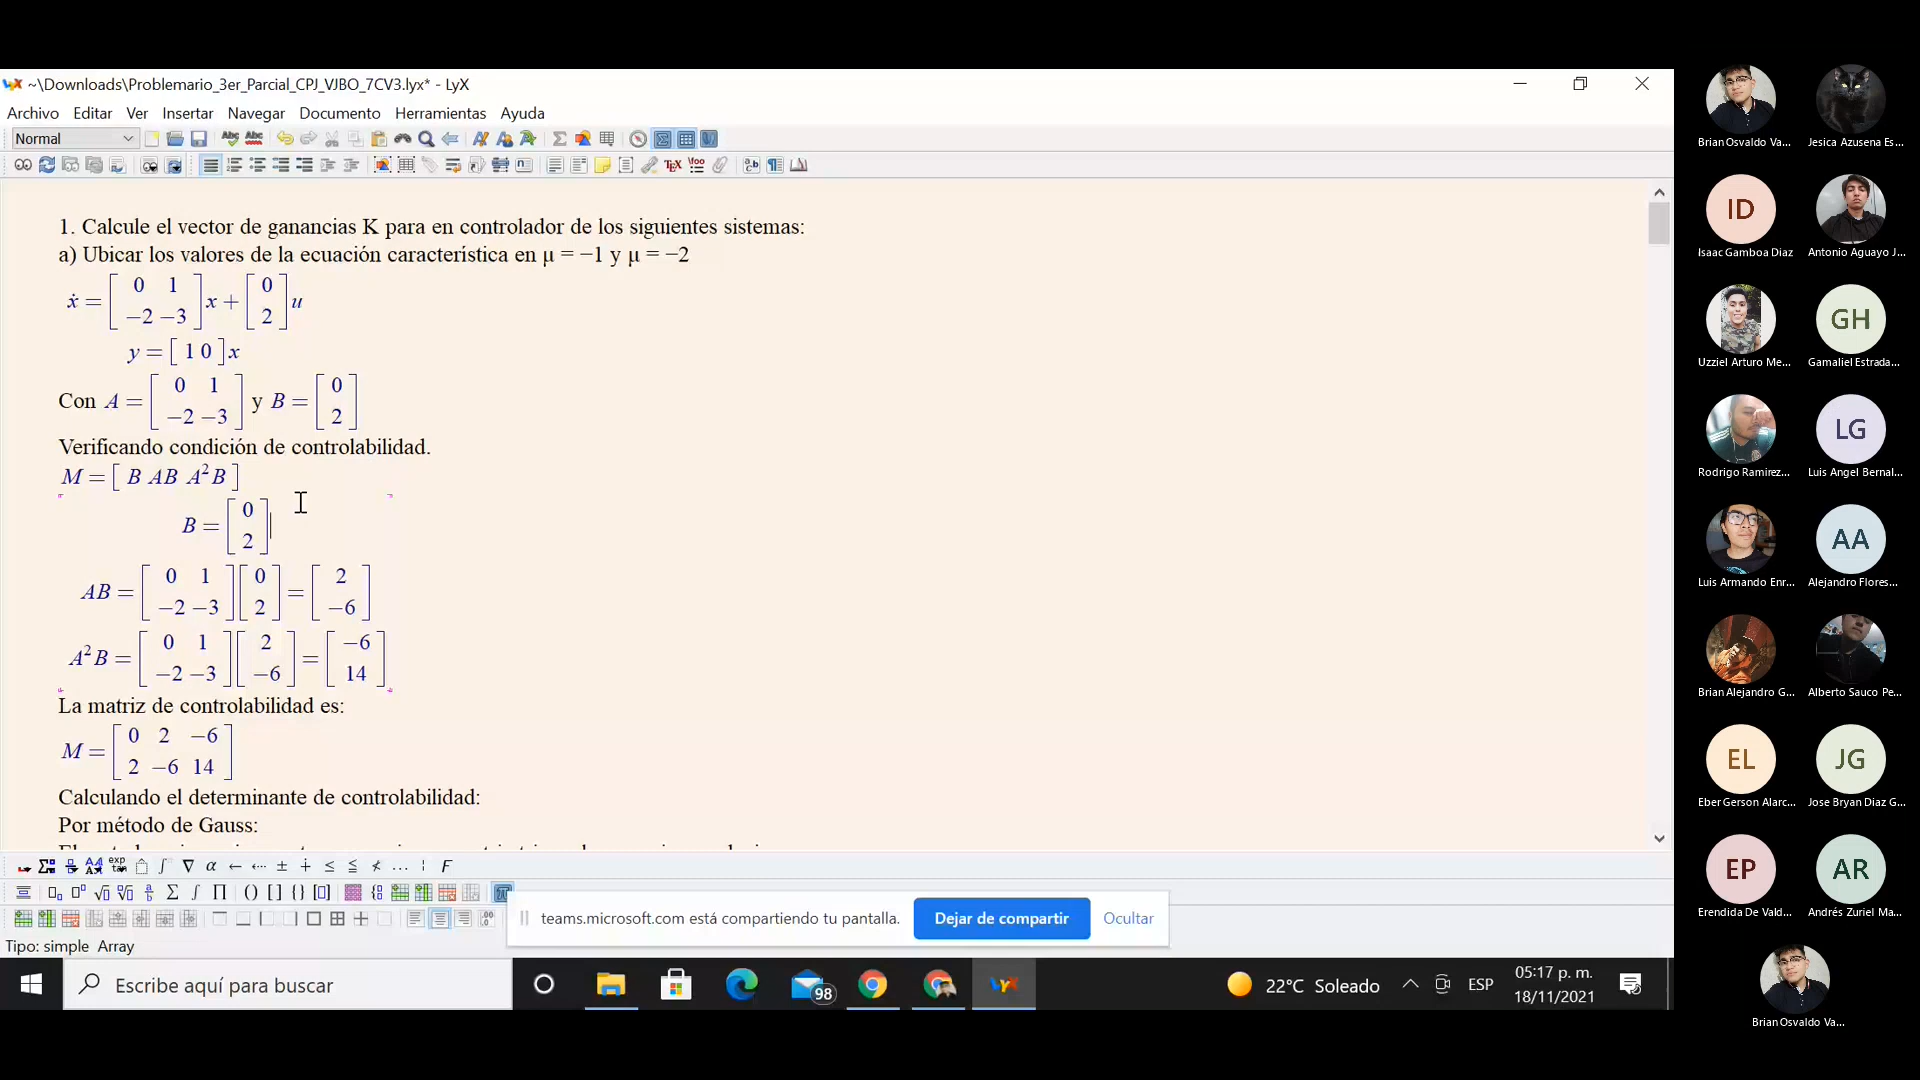 ~\Downloads\Problemario_3er_Parcial_CPJ_VJBO_7CV3.lyx* - LyX
Archivo Editar Ver Insertar Navegar Documento Herramientas Ayuda
Normal
1. Calcule el vector de ganancias K para en controlador de los siguientes sistemas:
a) Ubicar los valores de la ecuación característica en μ = −1 y μ = −2
ẋ = [ 0 1 ; −2 −3 ] x + [ 0 ; 2 ] u
y = [ 1 0 ] x
Con A = [ 0 1 ; −2 −3 ] y B = [ 0 ; 2 ]
Verificando condición de controlabilidad.
M = [ B AB A²B ]
B = [ 0 ; 2 ]
AB = [ 0 1 ; −2 −3 ] [ 0 ; 2 ] = [ 2 ; −6 ]
A²B = [ 0 1 ; −2 −3 ] [ 2 ; −6 ] = [ −6 ; 14 ]
La matriz de controlabilidad es:
M = [ 0 2 −6 ; 2 −6 14 ]
Calculando el determinante de controlabilidad:
Por método de Gauss:
Tipo: simple Array
teams.microsoft.com está compartiendo tu pantalla. Dejar de compartir Ocultar
Escribe aquí para buscar
98
22°C Soleado
ESP
05:17 p. m.
18/11/2021
Brian Osvaldo Va...
Jesica Azusena Es...
ID
Isaac Gamboa Diaz
Antonio Aguayo J...
Uzziel Arturo Me...
GH
Gamaliel Estrada...
Rodrigo Ramirez...
LG
Luis Angel Bernal...
Luis Armando Enr...
AA
Alejandro Flores...
Brian Alejandro G...
Alberto Sauco Pe...
EL
Eber Gerson Alarc...
JG
Jose Bryan Diaz G...
EP
Erendida De Vald...
AR
Andrés Zuriel Ma...
Brian Osvaldo Va...